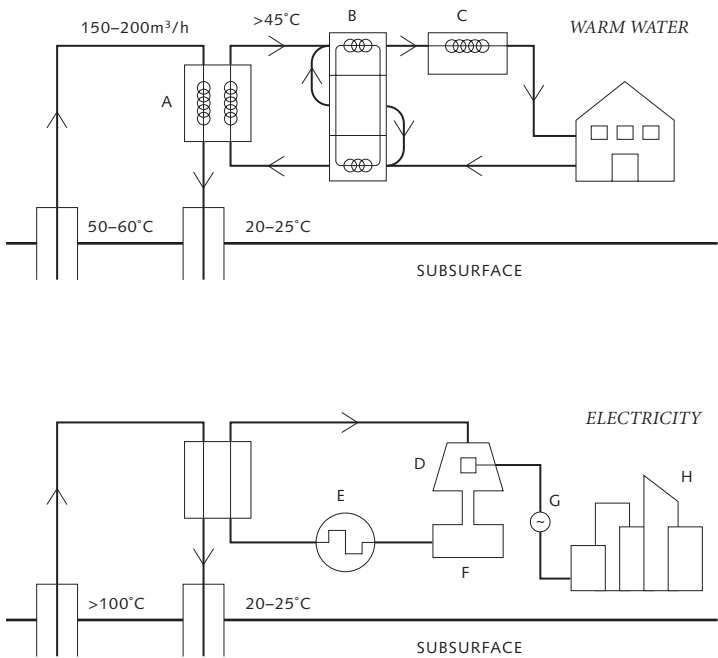 150–200m³/h
>45˚C
B
C
WARM WATER
A
50–60˚C
20–25˚C
SUBSURFACE
ELECTRICITY
D
H
E
G
~
F
>100˚C
20–25˚C
SUBSURFACE